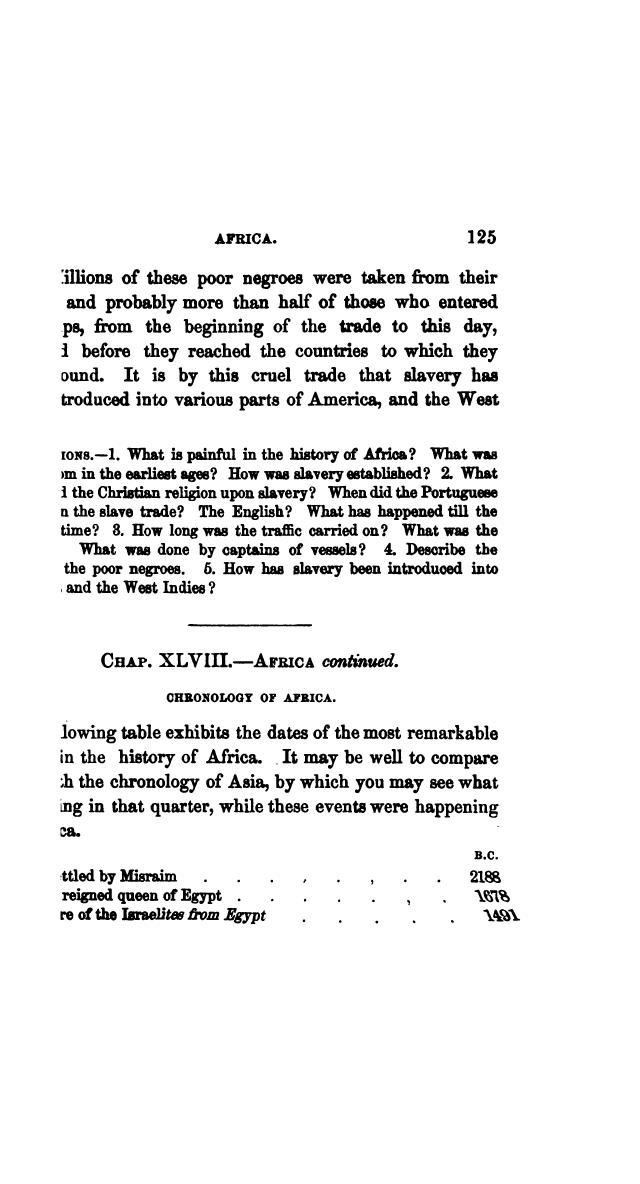 AFRICA. 125
illions of these poor negroes were taken from their
and probably more than half of those who entered
ps, from the beginning of the trade to this day,
before they reached the countries to which they
ound. It is by this cruel trade that slavery has
troduced into various parts of America, and the West
IONS.—1. What is painful in the history of Africa? What was
m in the earliest ages? How was slavery established? 2. What
the Christian religion upon slavery? When did the Portuguese
n the slave trade? The English? What has happened till the
time? 3. How long was the traffic carried on? What was the
What was done by captains of vessels? 4. Describe the
the poor negroes. 5. How has slavery been introduced into
and the West Indies?
CHAP. XLVIII.—AFRICA continued.
CHRONOLOGY OF AFRICA.
lowing table exhibits the dates of the most remarkable
in the history of Africa. It may be well to compare
h the chronology of Asia, by which you may see what
ing in that quarter, while these events were happening
ca.
B.C.
ttled by Misraim . . . . . . . . 2188
reigned queen of Egypt . . . . . . . 1678
re of the Israelites from Egypt . . . . . 1491